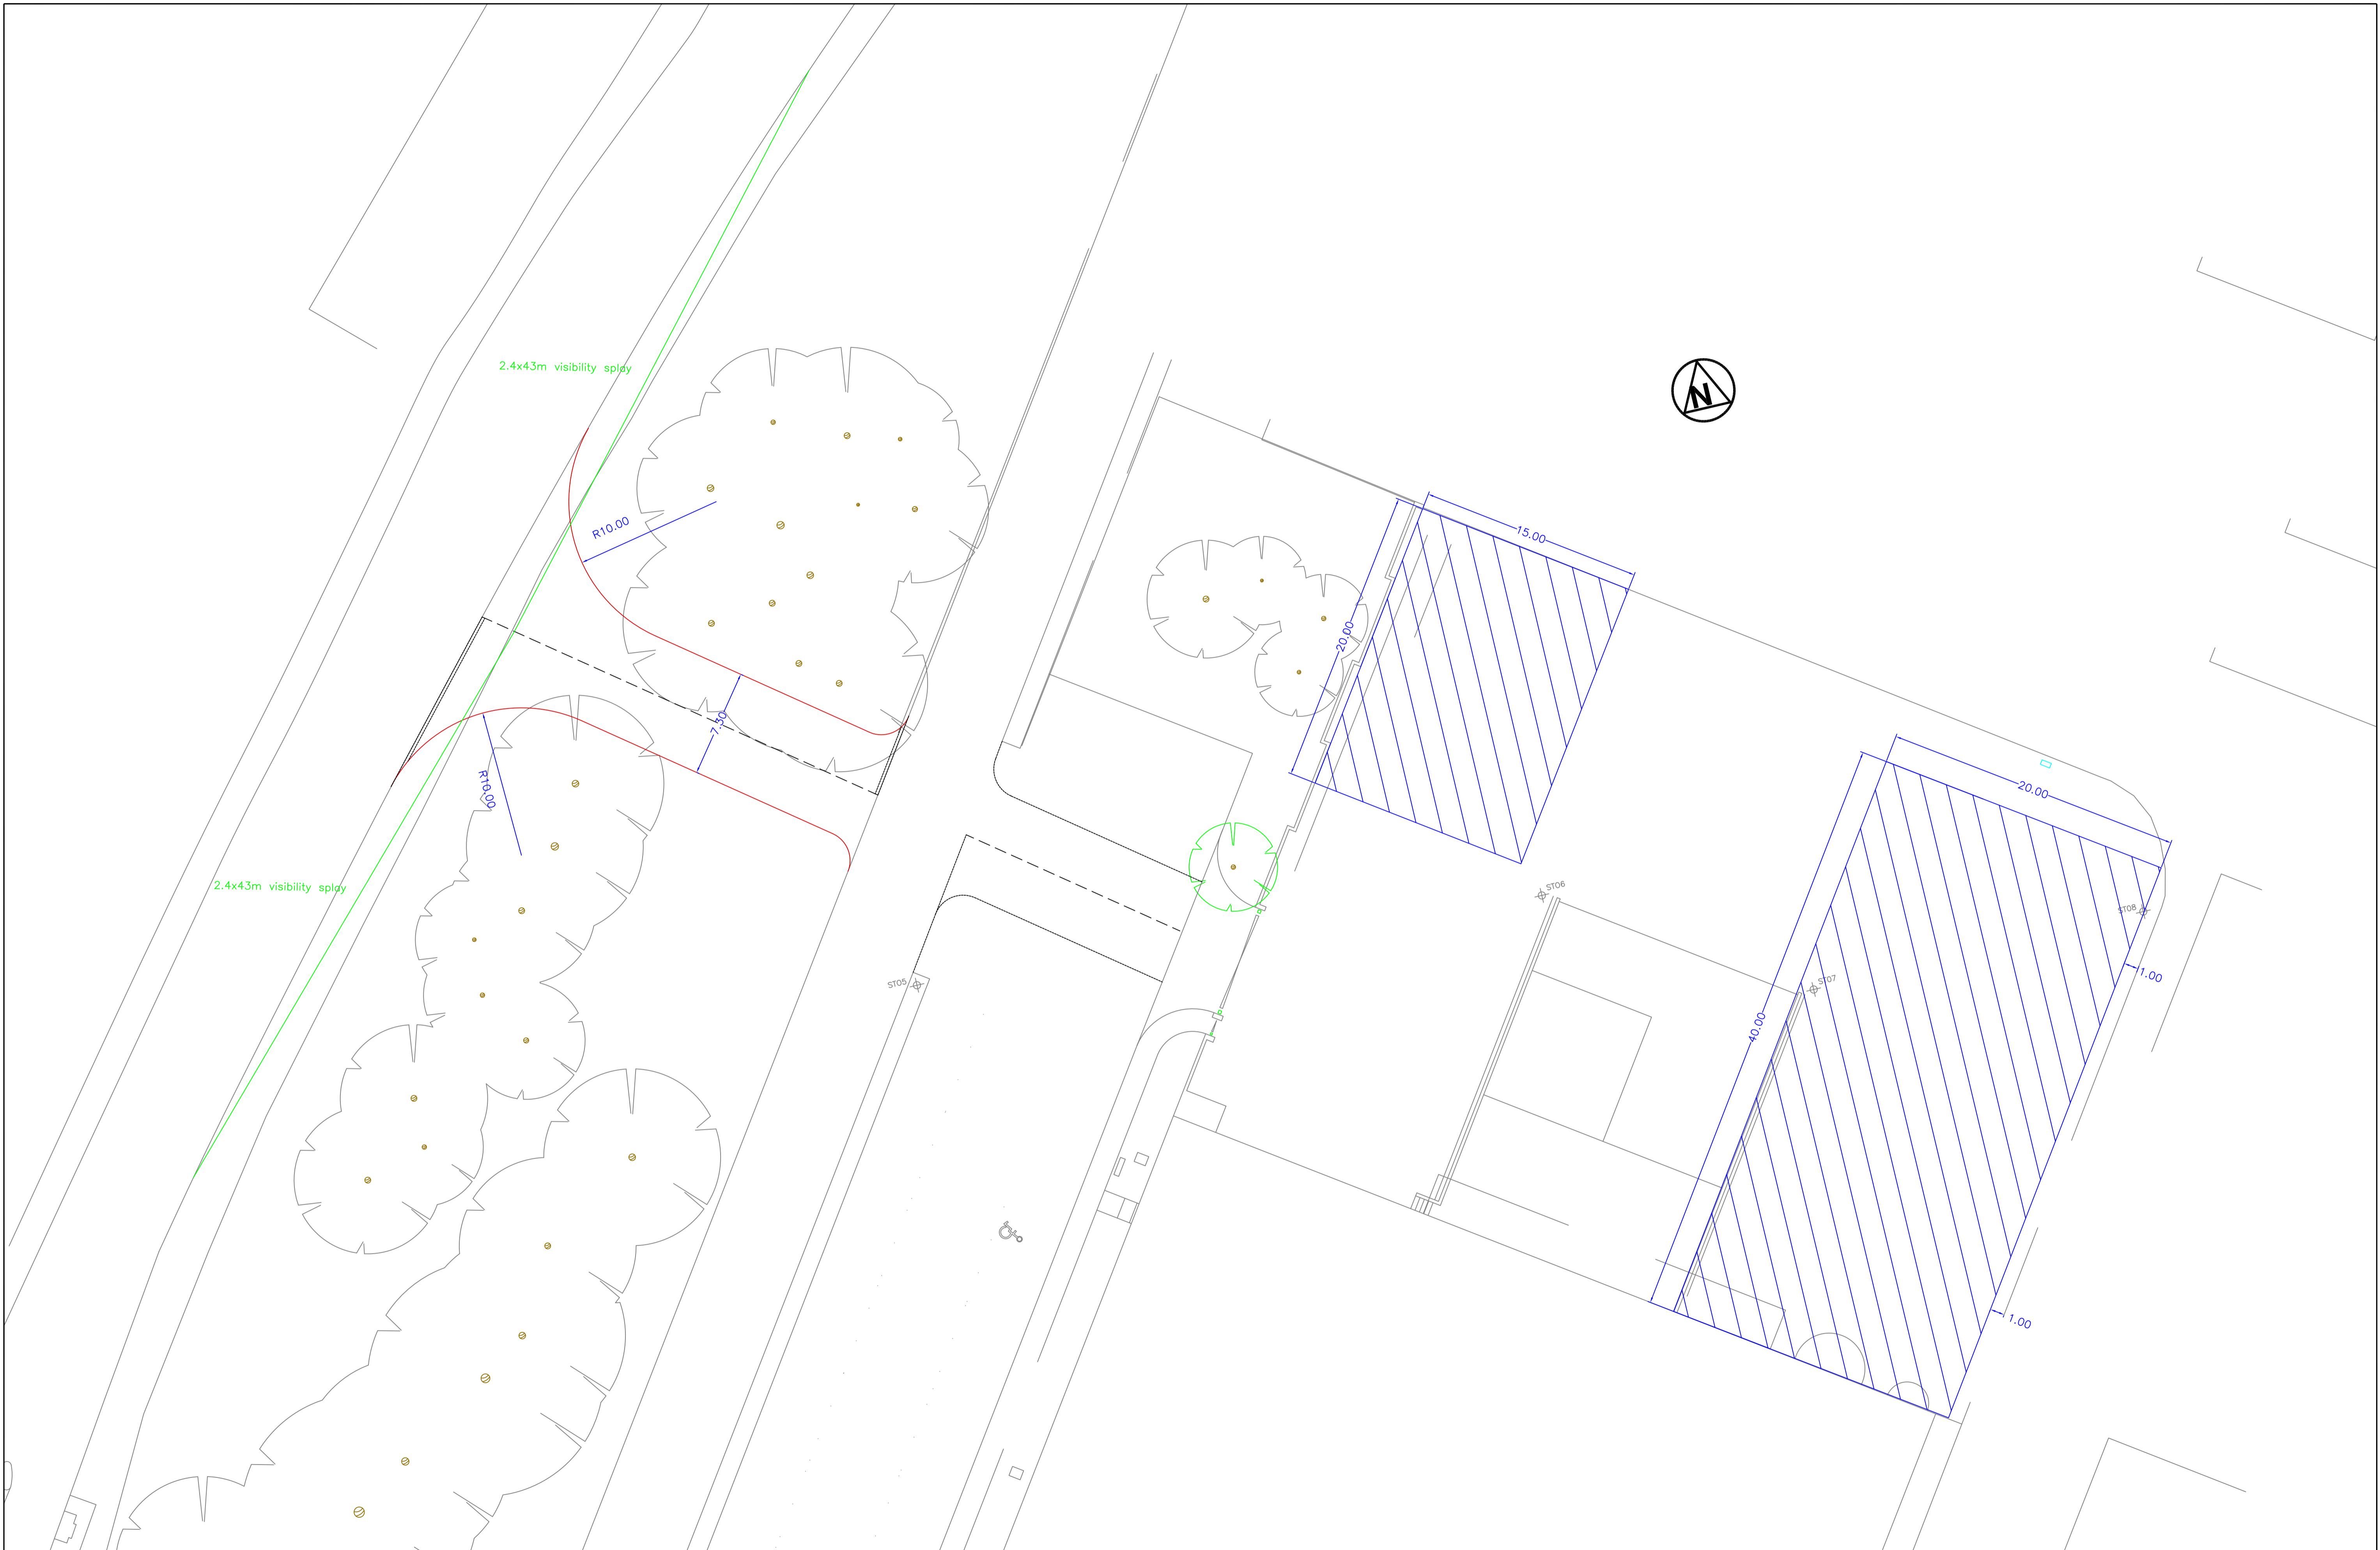 2.4x43m visibility splay
N
R10.00
15.00
20.00
7.50
R10.00
20.00
2.4x43m visibility splay
ST06
ST08
1.00
ST05
ST07
40.00
1.00